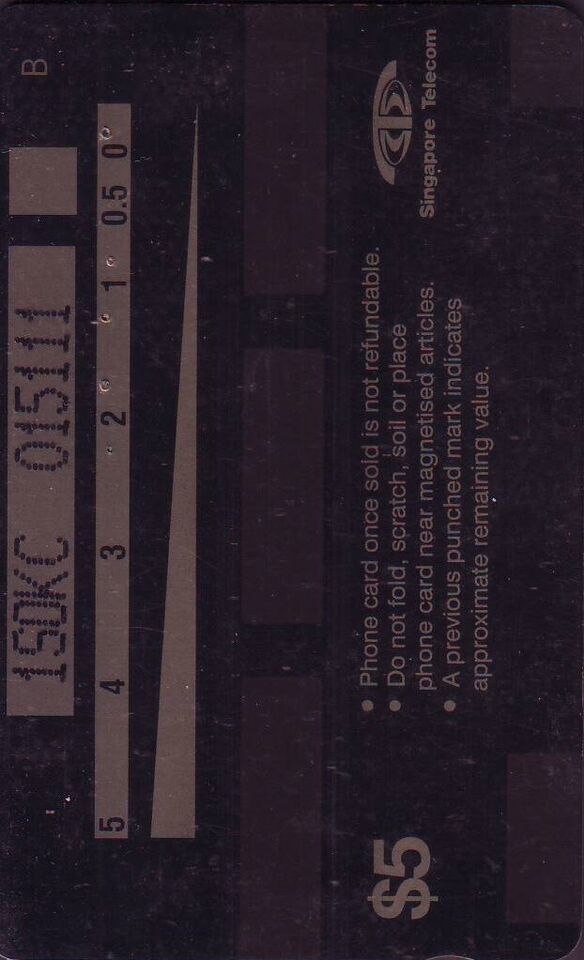 B
1SDKC 015111
5 4 3 2 1 0.5 0
Singapore Telecom
• Phone card once sold is not refundable.
• Do not fold, scratch, soil or place
phone card near magnetised articles.
• A previous punched mark indicates
approximate remaining value.
$5